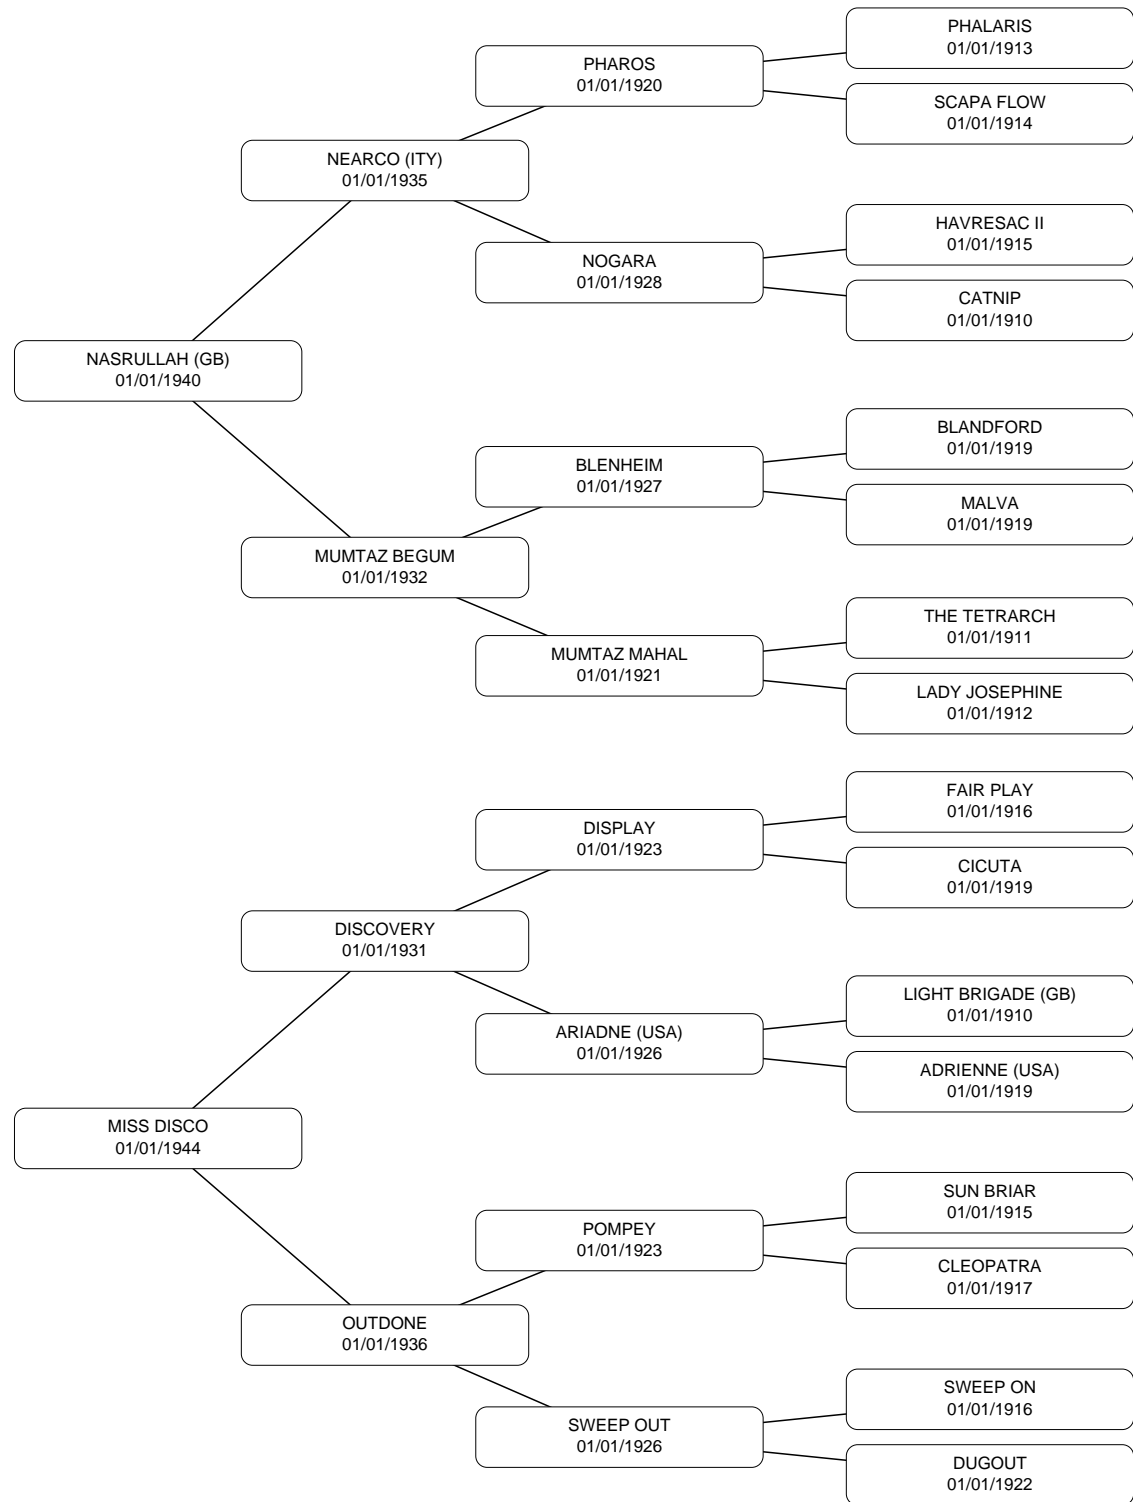 PHALARIS
01/01/1913
PHAROS
01/01/1920
SCAPA FLOW
01/01/1914
NEARCO (ITY)
01/01/1935
HAVRESAC II
01/01/1915
NOGARA
01/01/1928
CATNIP
01/01/1910
NASRULLAH (GB)
01/01/1940
BLANDFORD
01/01/1919
BLENHEIM
01/01/1927
MALVA
01/01/1919
MUMTAZ BEGUM
01/01/1932
THE TETRARCH
01/01/1911
MUMTAZ MAHAL
01/01/1921
LADY JOSEPHINE
01/01/1912
FAIR PLAY
01/01/1916
DISPLAY
01/01/1923
CICUTA
01/01/1919
DISCOVERY
01/01/1931
LIGHT BRIGADE (GB)
01/01/1910
ARIADNE (USA)
01/01/1926
ADRIENNE (USA)
01/01/1919
MISS DISCO
01/01/1944
SUN BRIAR
01/01/1915
POMPEY
01/01/1923
CLEOPATRA
01/01/1917
OUTDONE
01/01/1936
SWEEP ON
01/01/1916
SWEEP OUT
01/01/1926
DUGOUT
01/01/1922